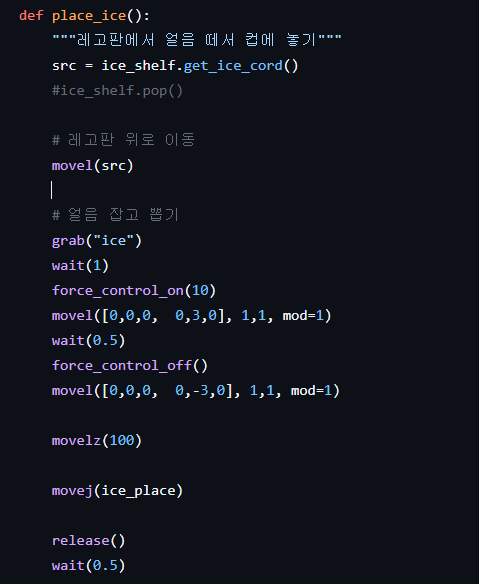 def place_ice():
"""레고판에서 얼음 떼서 컵에 놓기"""
src = ice_shelf.get_ice_cord()
#ice_shelf.pop()
# 레고판 위로 이동
movel(src)
# 얼음 잡고 뽑기
grab("ice")
wait(1)
force_control_on(10)
movel([0,0,0,  0,3,0], 1,1, mod=1)
wait(0.5)
force_control_off()
movel([0,0,0,  0,-3,0], 1,1, mod=1)
movelz(100)
movej(ice_place)
release()
wait(0.5)